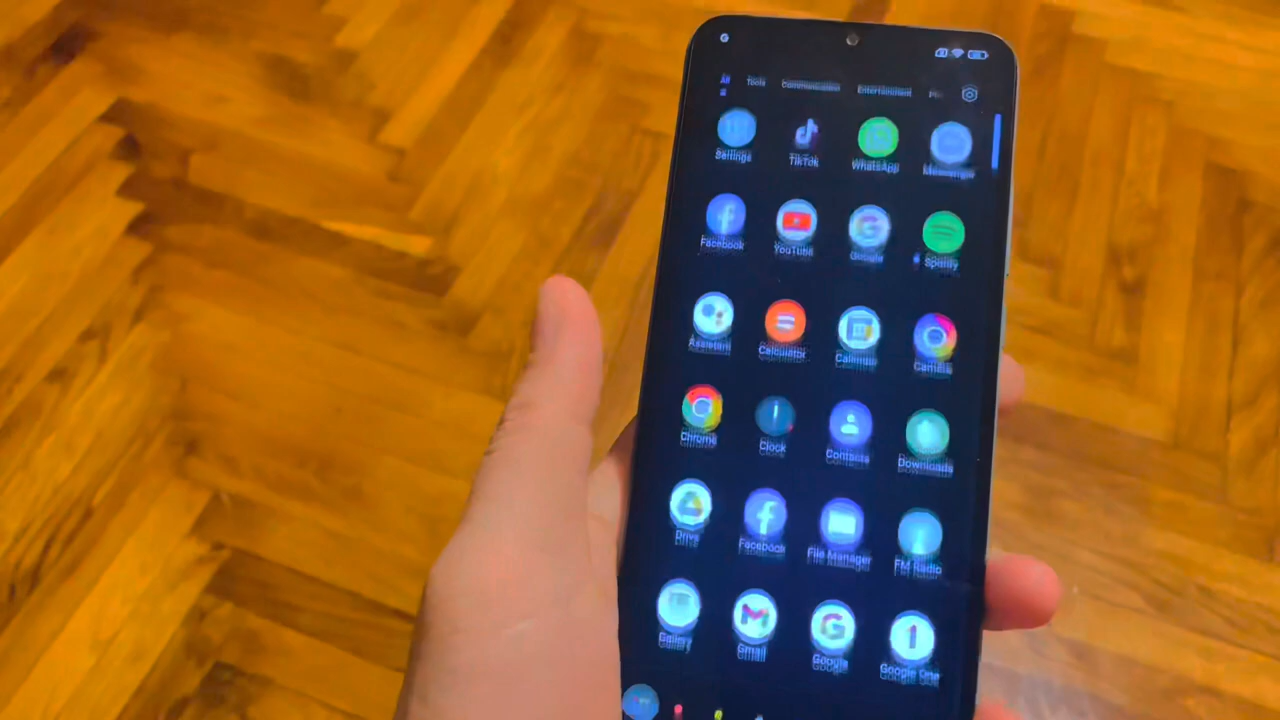 All Tools Communication Entertainment
Settings TikTok WhatsApp Messenger
Facebook YouTube Google Spotify
Assistant Calculator Calendar Camera
Chrome Clock Contacts Downloads
Drive Facebook File Manager FM Radio
Gallery Gmail Google Google One